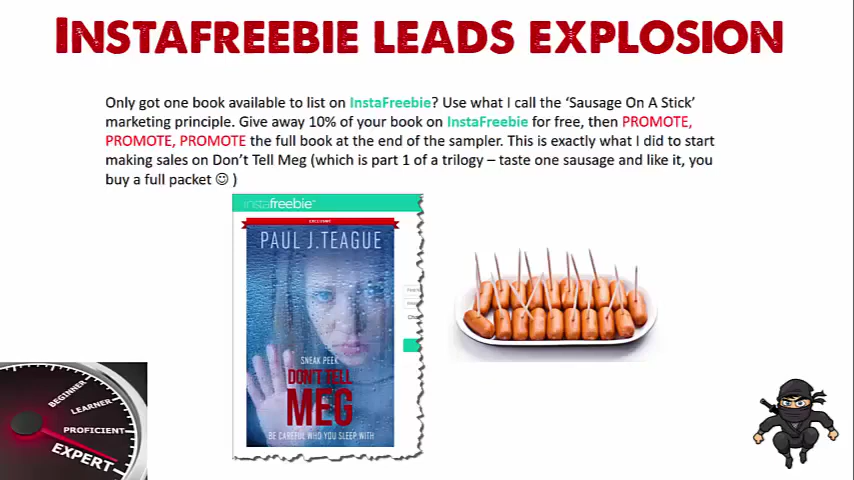 INSTAFREEBIE LEADS EXPLOSION
Only got one book available to list on InstaFreebie? Use what I call the ‘Sausage On A Stick’
marketing principle. Give away 10% of your book on InstaFreebie for free, then PROMOTE,
PROMOTE, PROMOTE the full book at the end of the sampler. This is exactly what I did to start
making sales on Don’t Tell Meg (which is part 1 of a trilogy – taste one sausage and like it, you
buy a full packet ☺ )
instafreebie
EXCLUSIVE
PAUL J. TEAGUE
SNEAK PEEK
DON'T TELL
MEG
BE CAREFUL WHO YOU SLEEP WITH
BEGINNER
LEARNER
PROFICIENT
EXPERT